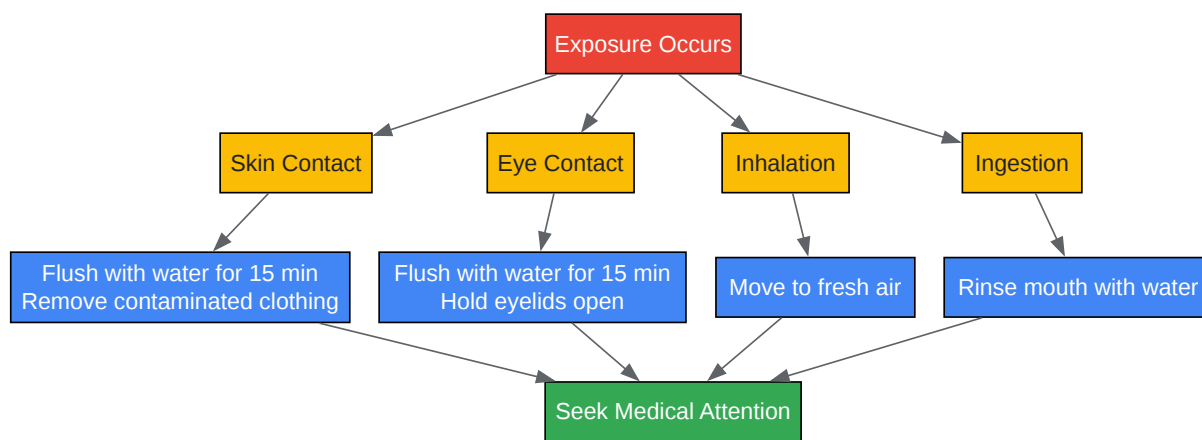 Exposure Occurs
Skin Contact
Eye Contact
Inhalation
Ingestion
Flush with water for 15 min
Remove contaminated clothing
Flush with water for 15 min
Hold eyelids open
Move to fresh air
Rinse mouth with water
Seek Medical Attention